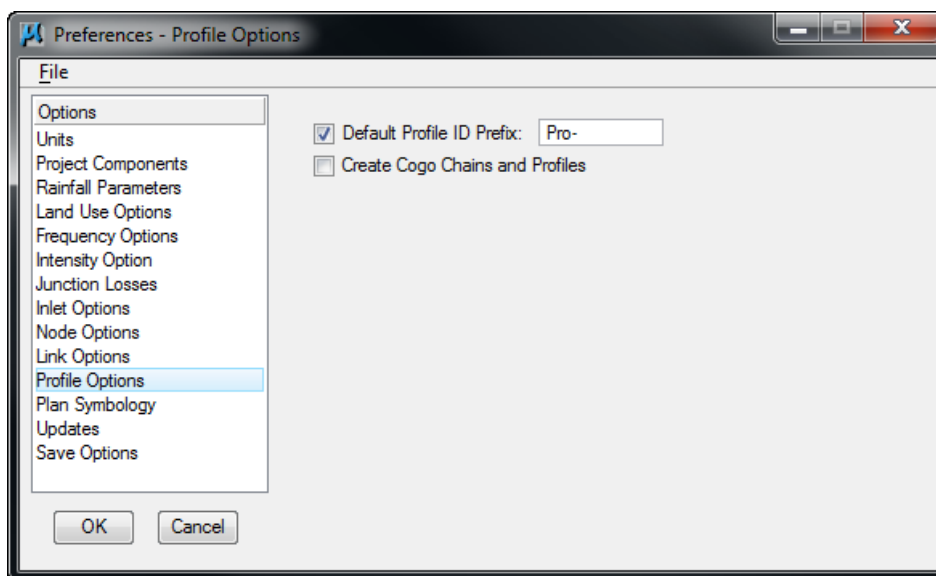 Preferences - Profile Options
File
Options
Units
Project Components
Rainfall Parameters
Land Use Options
Frequency Options
Intensity Option
Junction Losses
Inlet Options
Node Options
Link Options
Profile Options
Plan Symbology
Updates
Save Options
Default Profile ID Prefix: Pro-
Create Cogo Chains and Profiles
OK Cancel